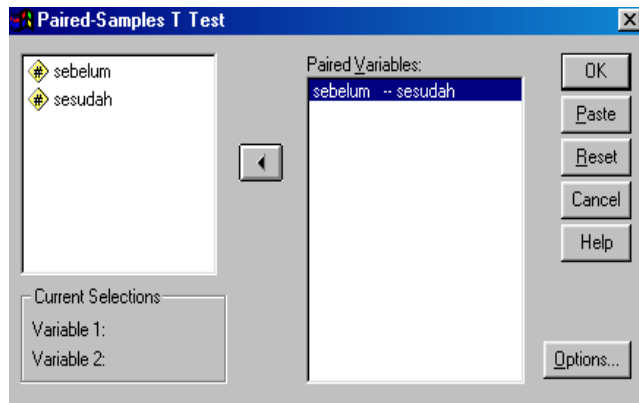 Paired-Samples T Test
sebelum
sesudah
Current Selections
Variable 1:
Variable 2:
Paired Variables:
sebelum -- sesudah
OK
Paste
Reset
Cancel
Help
Options...